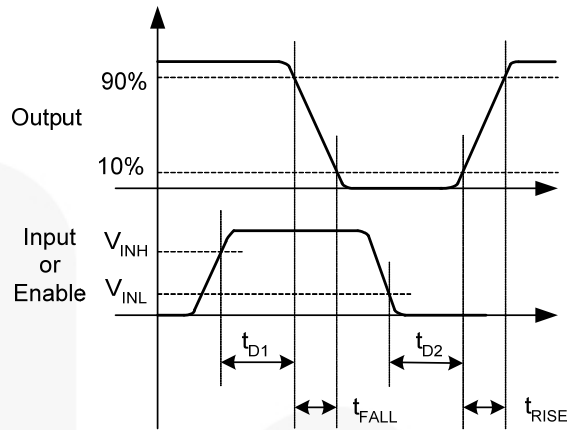 90%
Output
10%
Input
or
Enable
VINH
VINL
tD1
tD2
tFALL
tRISE